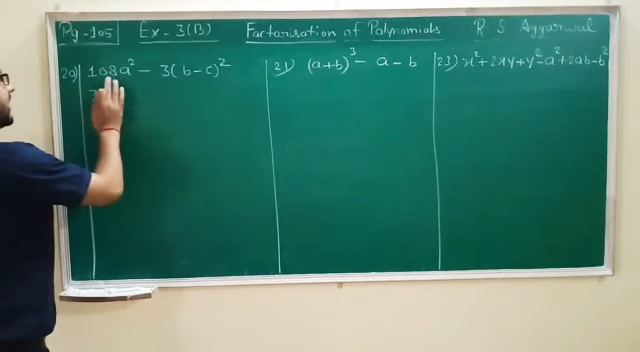 Pg-105 Ex-3(B) Factorisation of Polynomials R S Aggarwal
20) 108a² - 3(b-c)²
21) (a+b)³ - a - b
23) x²+2xy+y²-a²+2ab-b²